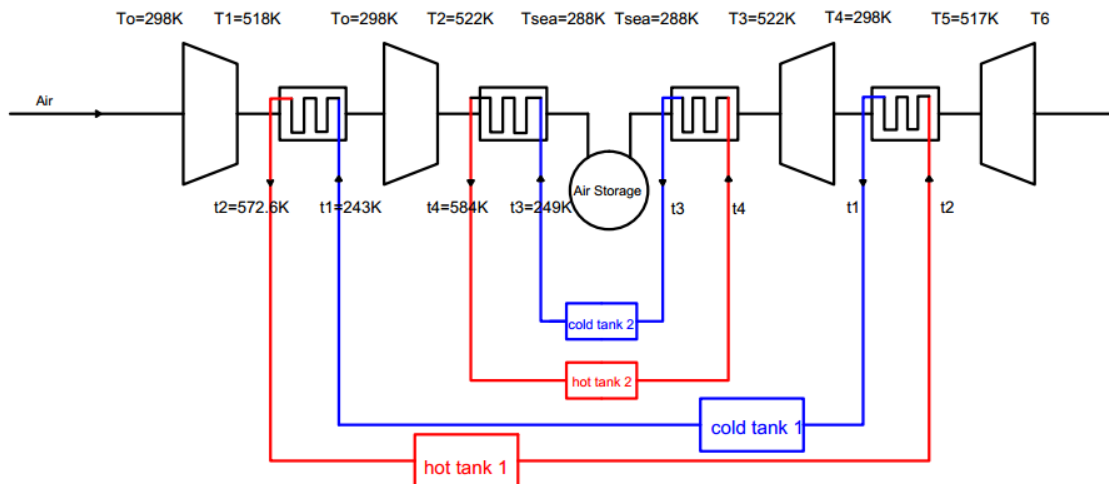 To=298K T1=518K To=298K T2=522K Tsea=288K Tsea=288K T3=522K T4=298K T5=517K T6
Air
Air Storage
t2=572.6K t1=243K t4=584K t3=249K t3 t4 t1 t2
cold tank 2
hot tank 2
cold tank 1
hot tank 1